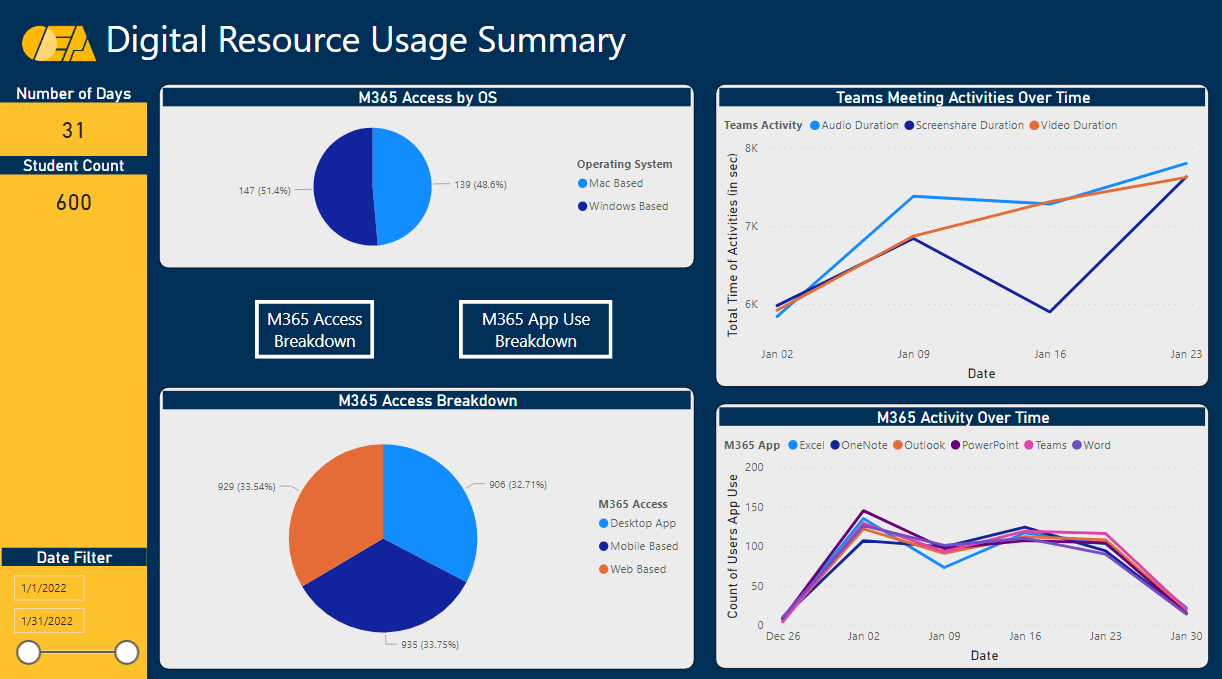 OEA Digital Resource Usage Summary
Number of Days
31
Student Count
600
Date Filter
1/1/2022
1/31/2022
M365 Access by OS
147 (51.4%)
139 (48.6%)
Operating System
Mac Based
Windows Based
M365 Access
Breakdown
M365 App Use
Breakdown
M365 Access Breakdown
929 (33.54%)
906 (32.71%)
935 (33.75%)
M365 Access
Desktop App
Mobile Based
Web Based
Teams Meeting Activities Over Time
Teams Activity Audio Duration Screenshare Duration Video Duration
Total Time of Activities (in sec)
8K
7K
6K
Jan 02 Jan 09 Jan 16 Jan 23
Date
M365 Activity Over Time
M365 App Excel OneNote Outlook PowerPoint Teams Word
Count of Users App Use
200
150
100
50
0
Dec 26 Jan 02 Jan 09 Jan 16 Jan 23 Jan 30
Date